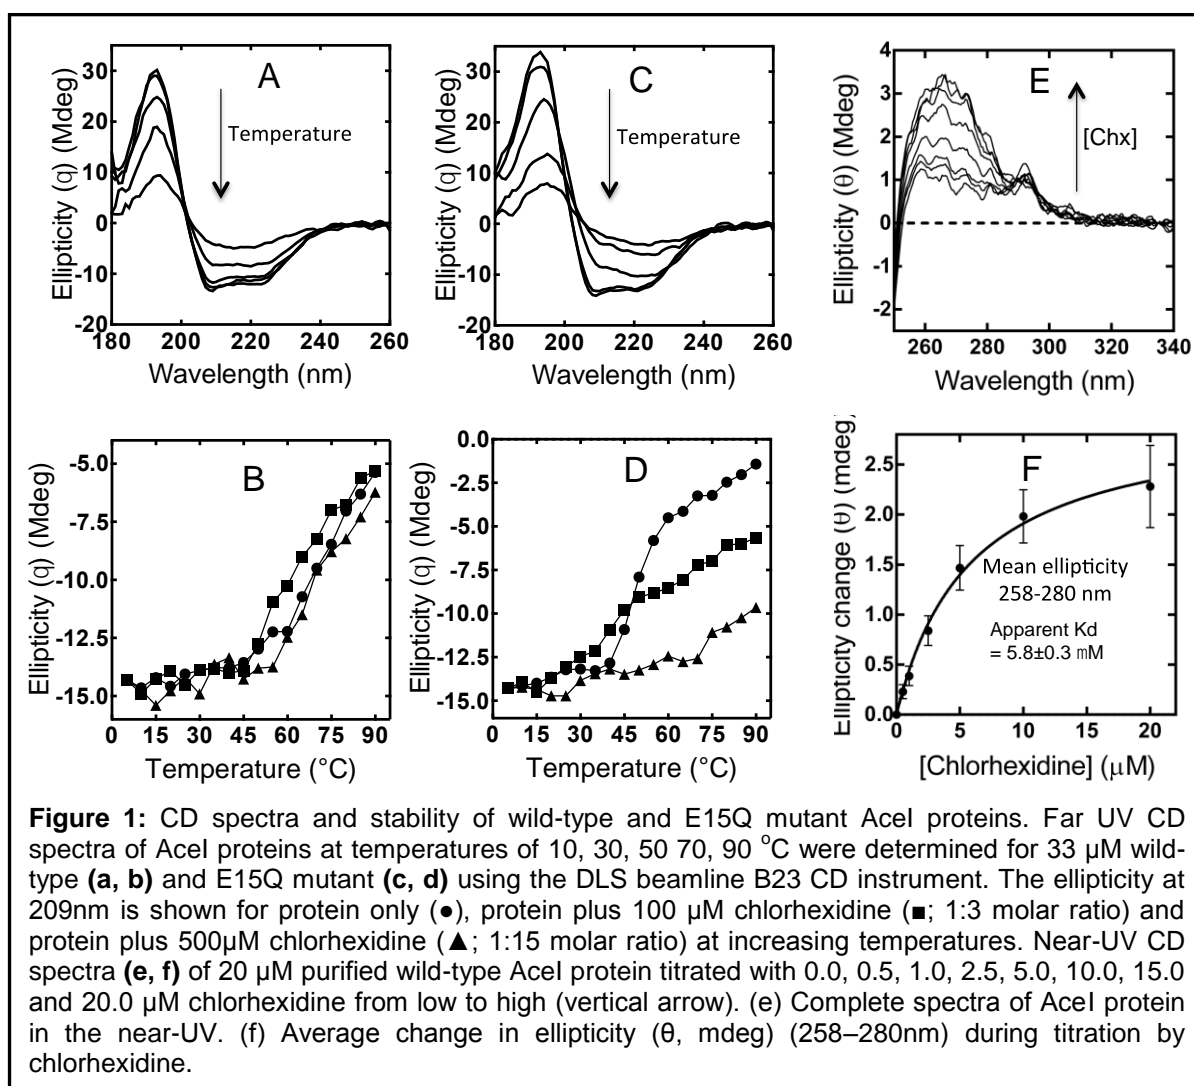 A
Temperature
Ellipticity (q) (Mdeg)
30
20
10
0
-10
-20
180 200 220 240 260
Wavelength (nm)
C
Temperature
Ellipticity (q) (Mdeg)
30
20
10
0
-10
-20
180 200 220 240 260
Wavelength (nm)
E
[Chx]
Ellipticity (θ) (Mdeg)
4
3
2
1
0
-1
-2
260 280 300 320 340
Wavelength (nm)
B
Ellipticity (q) (Mdeg)
-5.0
-7.5
-10.0
-12.5
-15.0
0 15 30 45 60 75 90
Temperature (°C)
D
Ellipticity (q) (Mdeg)
0.0
-2.5
-5.0
-7.5
-10.0
-12.5
-15.0
0 15 30 45 60 75 90
Temperature (°C)
F
Ellipticity change (θ) (mdeg)
2.5
2.0
1.5
1.0
0.5
0.0
Mean ellipticity
258-280 nm
Apparent Kd
= 5.8±0.3 mM
0 5 10 15 20
[Chlorhexidine] (µM)
Figure 1: CD spectra and stability of wild-type and E15Q mutant AceI proteins. Far UV CD
spectra of AceI proteins at temperatures of 10, 30, 50 70, 90 °C were determined for 33 µM wild-
type (a, b) and E15Q mutant (c, d) using the DLS beamline B23 CD instrument. The ellipticity at
209nm is shown for protein only (●), protein plus 100 µM chlorhexidine (■; 1:3 molar ratio) and
protein plus 500µM chlorhexidine (▲; 1:15 molar ratio) at increasing temperatures. Near-UV CD
spectra (e, f) of 20 µM purified wild-type AceI protein titrated with 0.0, 0.5, 1.0, 2.5, 5.0, 10.0, 15.0
and 20.0 µM chlorhexidine from low to high (vertical arrow). (e) Complete spectra of AceI protein
in the near-UV. (f) Average change in ellipticity (θ, mdeg) (258–280nm) during titration by
chlorhexidine.